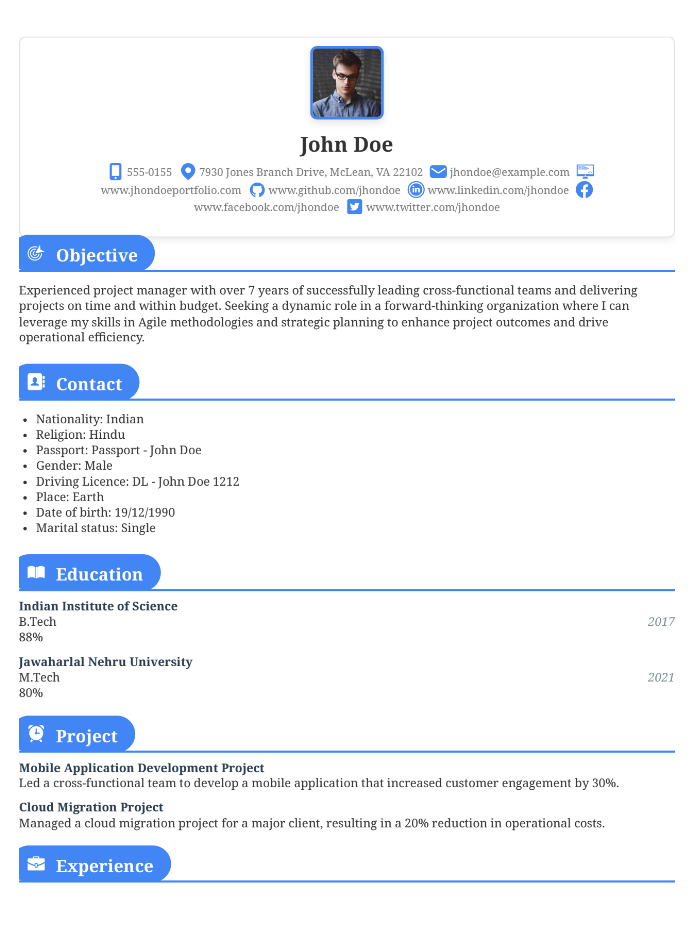 John Doe
555-0155 7930 Jones Branch Drive, McLean, VA 22102 jhondoe@example.com
www.jhondoeportfolio.com www.github.com/jhondoe www.linkedin.com/jhondoe
www.facebook.com/jhondoe www.twitter.com/jhondoe
Objective
Experienced project manager with over 7 years of successfully leading cross-functional teams and delivering
projects on time and within budget. Seeking a dynamic role in a forward-thinking organization where I can
leverage my skills in Agile methodologies and strategic planning to enhance project outcomes and drive
operational efficiency.
Contact
• Nationality: Indian
• Religion: Hindu
• Passport: Passport - John Doe
• Gender: Male
• Driving Licence: DL - John Doe 1212
• Place: Earth
• Date of birth: 19/12/1990
• Marital status: Single
Education
Indian Institute of Science
B.Tech 2017
88%
Jawaharlal Nehru University
M.Tech 2021
80%
Project
Mobile Application Development Project
Led a cross-functional team to develop a mobile application that increased customer engagement by 30%.
Cloud Migration Project
Managed a cloud migration project for a major client, resulting in a 20% reduction in operational costs.
Experience